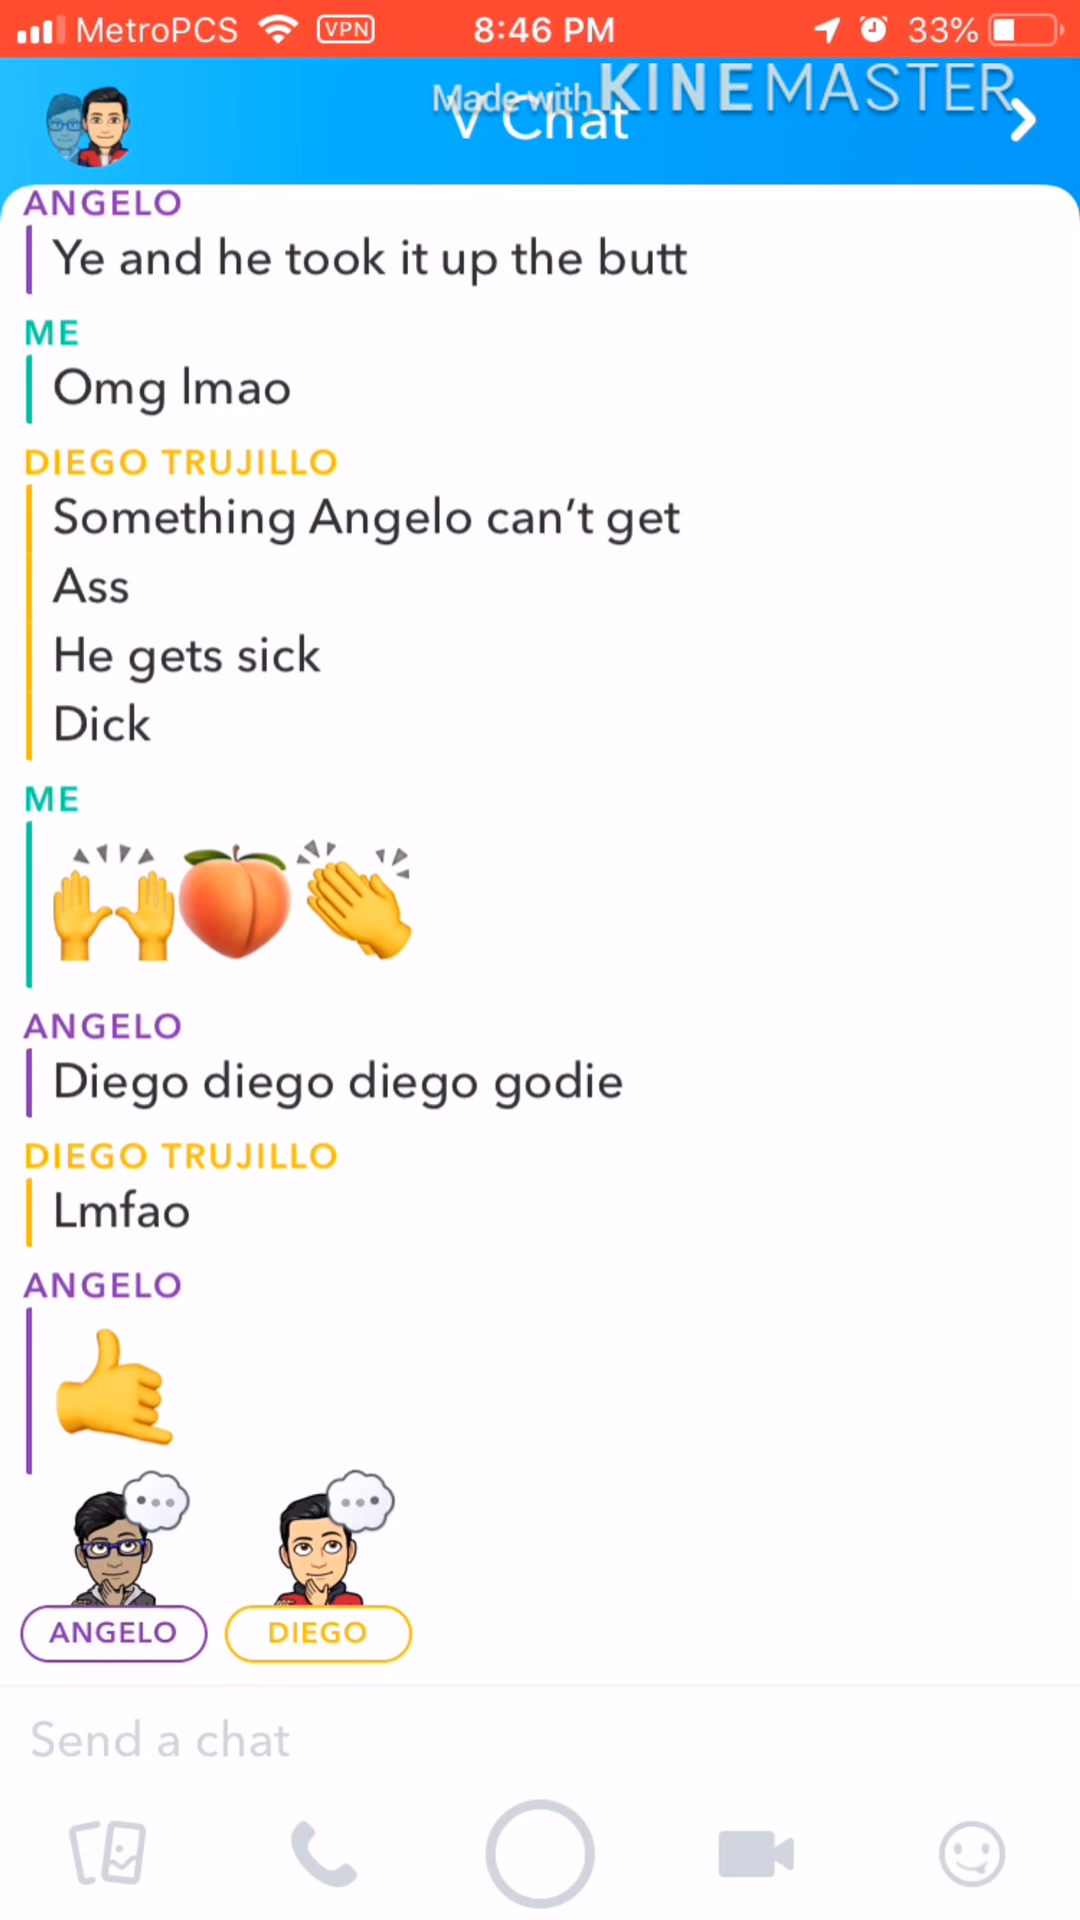 MetroPCS VPN 8:46 PM 33%
Made with KINEMASTER
V Chat
ANGELO
Ye and he took it up the butt
ME
Omg lmao
DIEGO TRUJILLO
Something Angelo can't get
Ass
He gets sick
Dick
ME
ANGELO
Diego diego diego godie
DIEGO TRUJILLO
Lmfao
ANGELO
ANGELO DIEGO
Send a chat